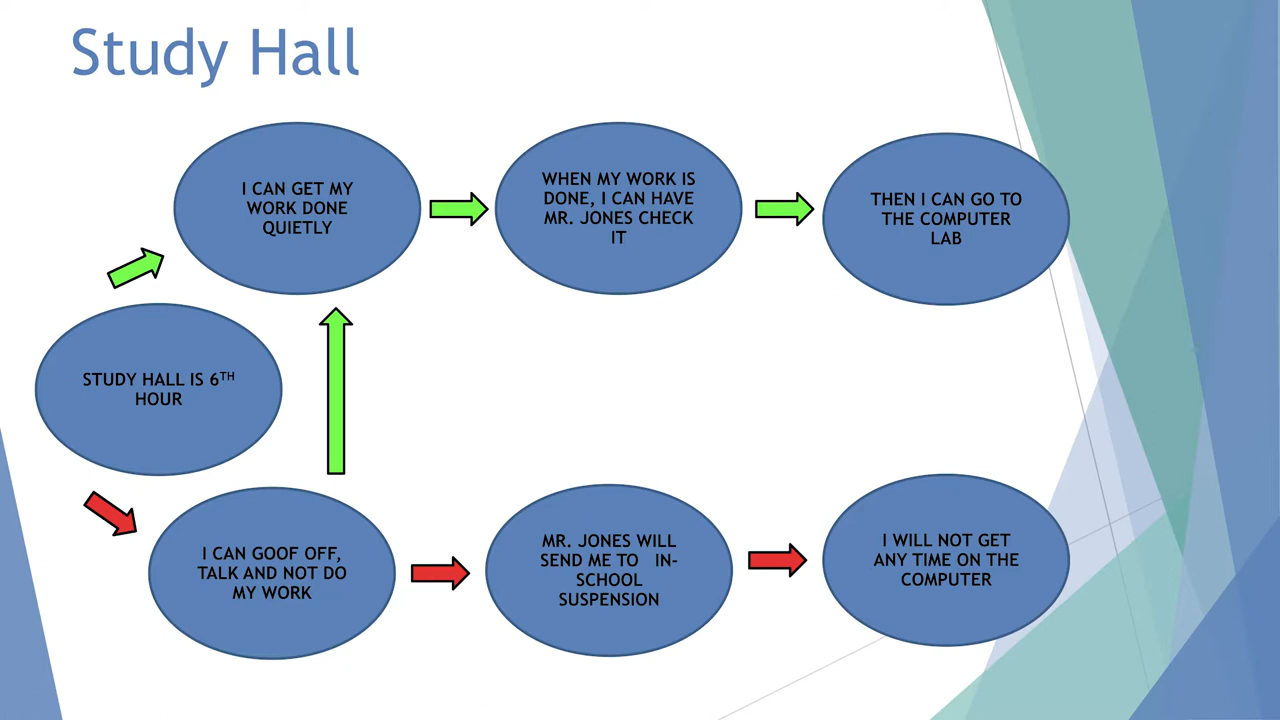 Study Hall
I CAN GET MY
WORK DONE
QUIETLY
WHEN MY WORK IS
DONE, I CAN HAVE
MR. JONES CHECK
IT
THEN I CAN GO TO
THE COMPUTER
LAB
STUDY HALL IS 6TH
HOUR
I CAN GOOF OFF,
TALK AND NOT DO
MY WORK
MR. JONES WILL
SEND ME TO IN-
SCHOOL
SUSPENSION
I WILL NOT GET
ANY TIME ON THE
COMPUTER